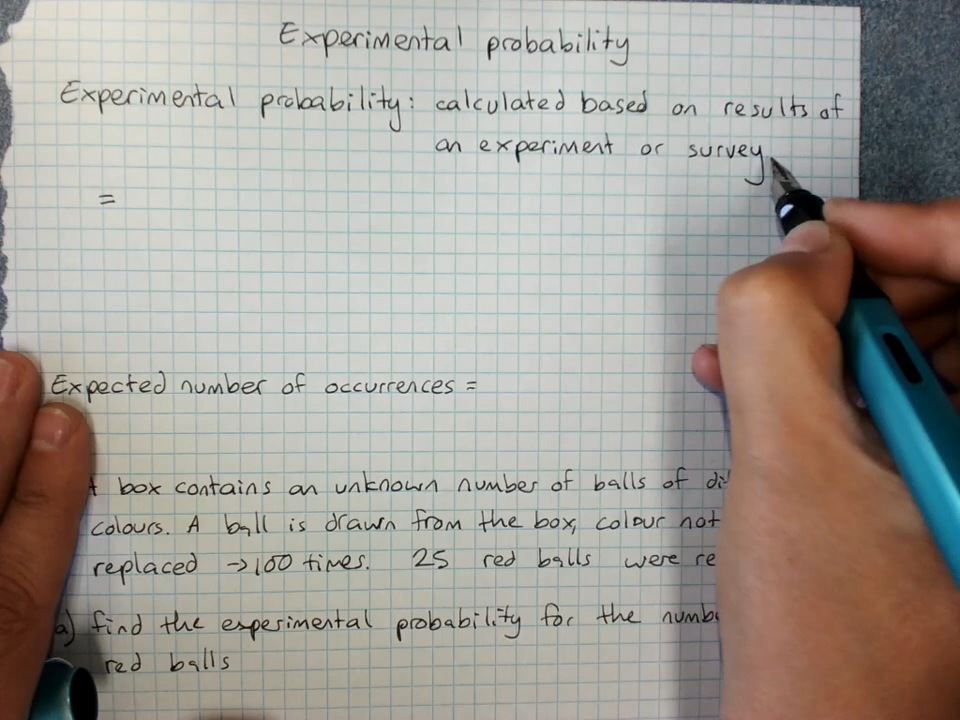 Experimental probability
Experimental probability: calculated based on results of
an experiment or survey
=
Expected number of occurrences =
box contains an unknown number of balls of
colours. A ball is drawn from the box, colour
replaced → 100 times. 25 red balls were
a) find the experimental probability for the
red balls